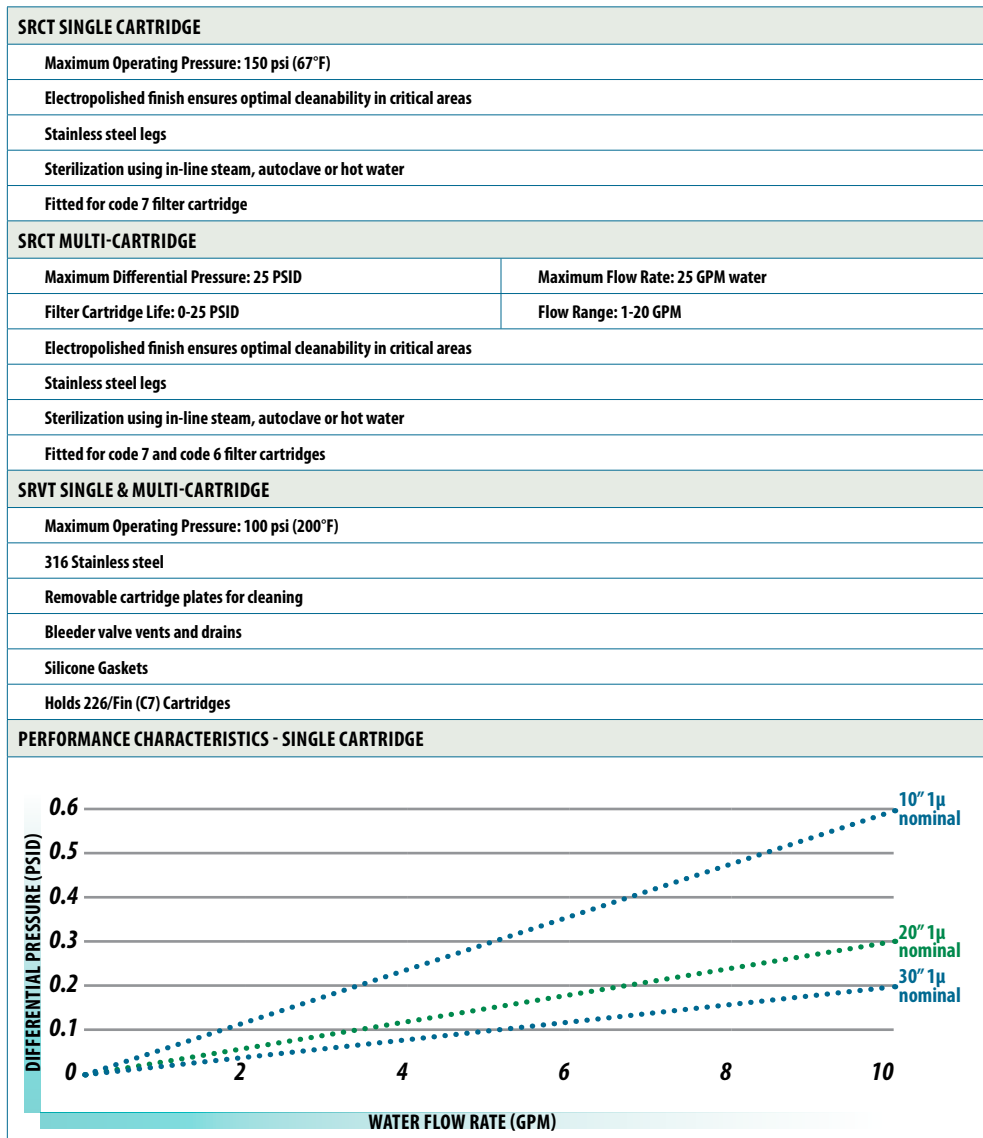 SRCT SINGLE CARTRIDGE
Maximum Operating Pressure: 150 psi (67°F)
Electropolished finish ensures optimal cleanability in critical areas
Stainless steel legs
Sterilization using in-line steam, autoclave or hot water
Fitted for code 7 filter cartridge
SRCT MULTI-CARTRIDGE
Maximum Differential Pressure: 25 PSID
Maximum Flow Rate: 25 GPM water
Filter Cartridge Life: 0-25 PSID
Flow Range: 1-20 GPM
Electropolished finish ensures optimal cleanability in critical areas
Stainless steel legs
Sterilization using in-line steam, autoclave or hot water
Fitted for code 7 and code 6 filter cartridges
SRVT SINGLE & MULTI-CARTRIDGE
Maximum Operating Pressure: 100 psi (200°F)
316 Stainless steel
Removable cartridge plates for cleaning
Bleeder valve vents and drains
Silicone Gaskets
Holds 226/Fin (C7) Cartridges
PERFORMANCE CHARACTERISTICS - SINGLE CARTRIDGE
DIFFERENTIAL PRESSURE (PSID)
0.6
0.5
0.4
0.3
0.2
0.1
0
2
4
6
8
10
10” 1µ
nominal
20” 1µ
nominal
30” 1µ
nominal
WATER FLOW RATE (GPM)